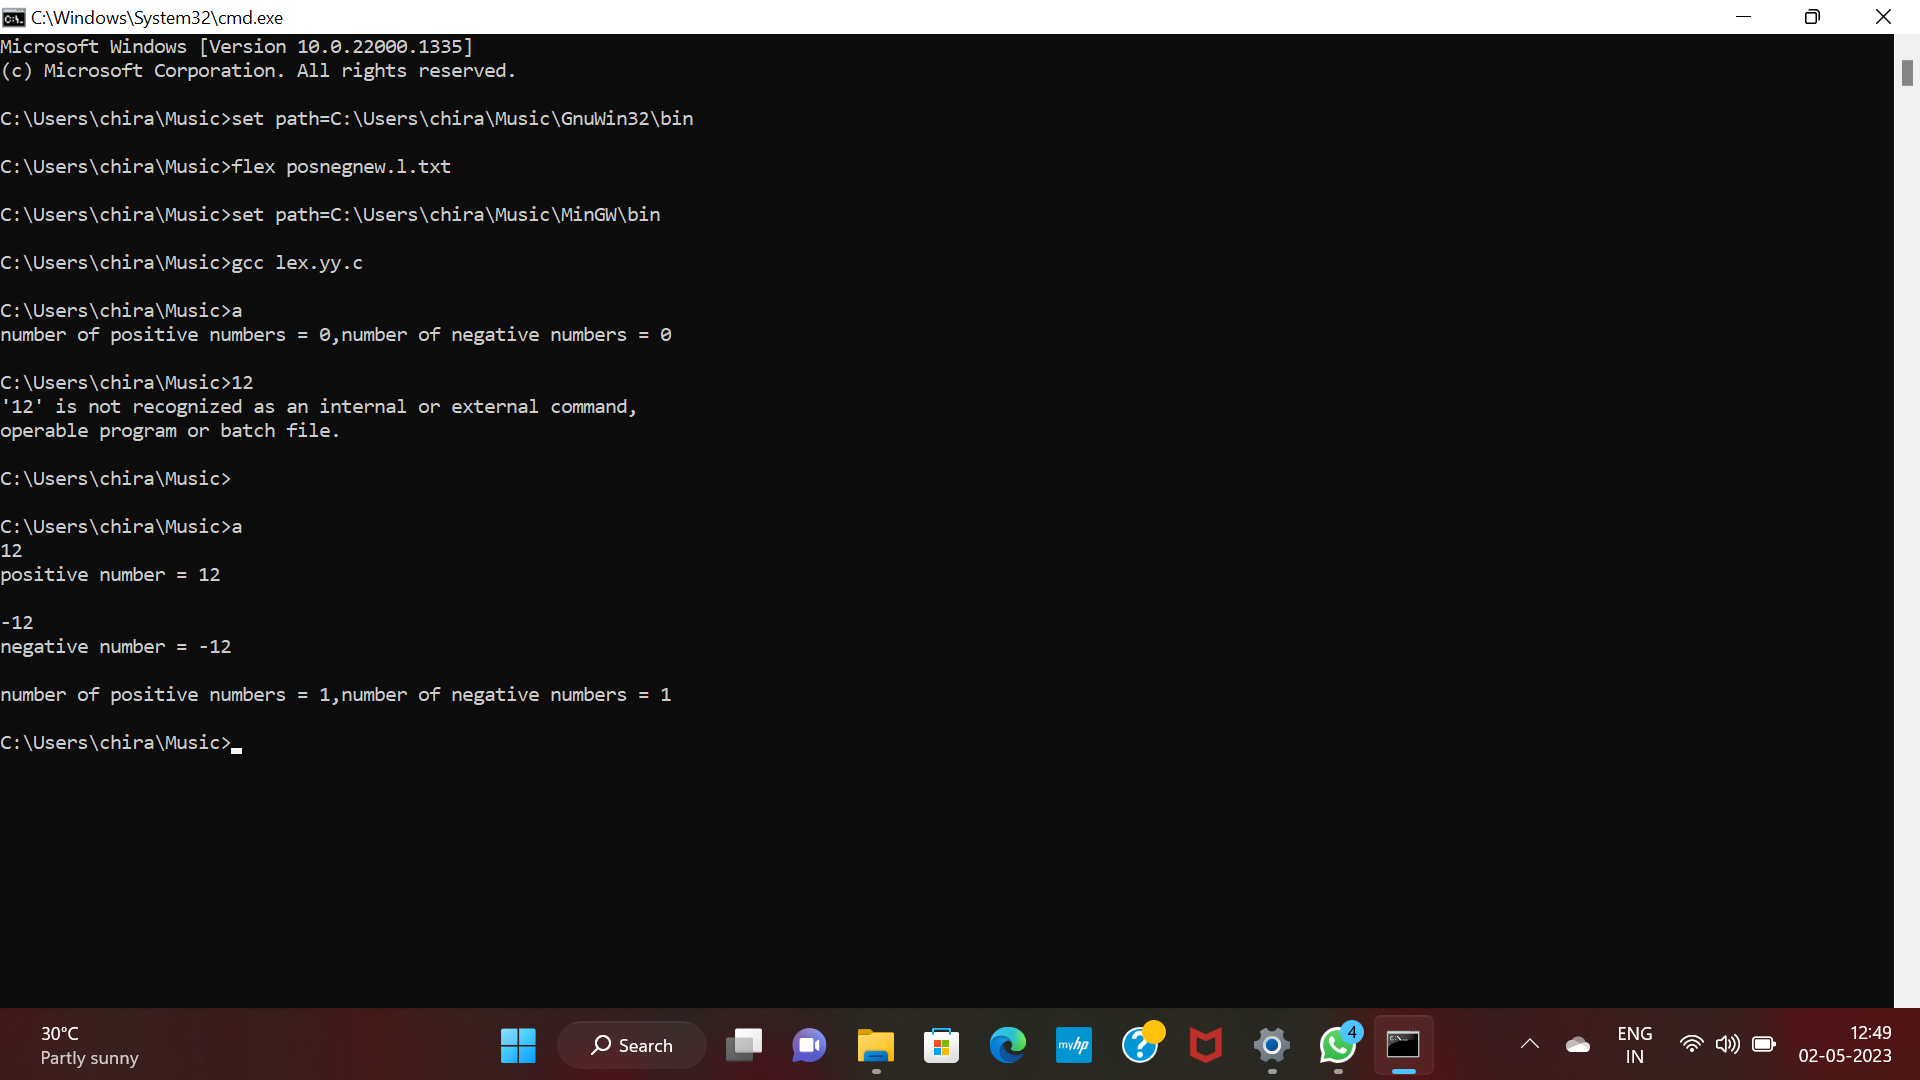 C:\Windows\System32\cmd.exe
Microsoft Windows [Version 10.0.22000.1335]
(c) Microsoft Corporation. All rights reserved.
C:\Users\chira\Music>set path=C:\Users\chira\Music\GnuWin32\bin
C:\Users\chira\Music>flex posnegnew.l.txt
C:\Users\chira\Music>set path=C:\Users\chira\Music\MinGW\bin
C:\Users\chira\Music>gcc lex.yy.c
C:\Users\chira\Music>a
number of positive numbers = 0,number of negative numbers = 0
C:\Users\chira\Music>12
'12' is not recognized as an internal or external command,
operable program or batch file.
C:\Users\chira\Music>
C:\Users\chira\Music>a
12
positive number = 12
-12
negative number = -12
number of positive numbers = 1,number of negative numbers = 1
C:\Users\chira\Music>
30°C
Partly sunny
Search
myhp
4
ENG
IN
12:49
02-05-2023